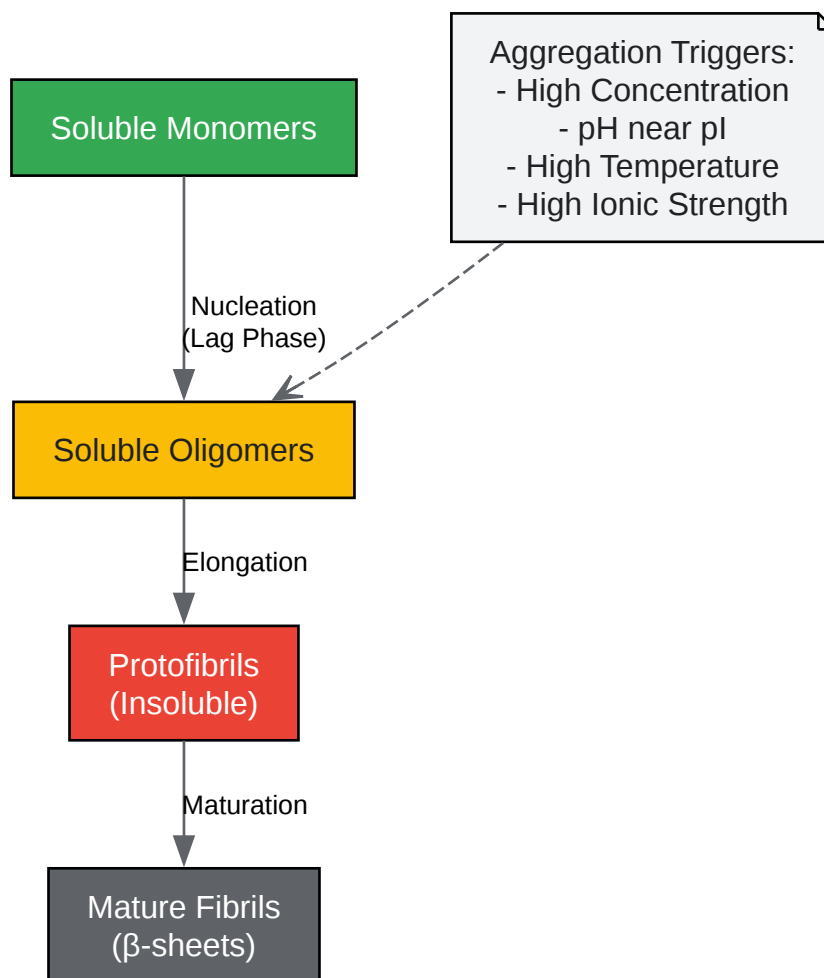 Aggregation Triggers:
- High Concentration
- pH near pI
- High Temperature
- High Ionic Strength
Soluble Monomers
Nucleation
(Lag Phase)
Soluble Oligomers
Elongation
Protofibrils
(Insoluble)
Maturation
Mature Fibrils
(β-sheets)